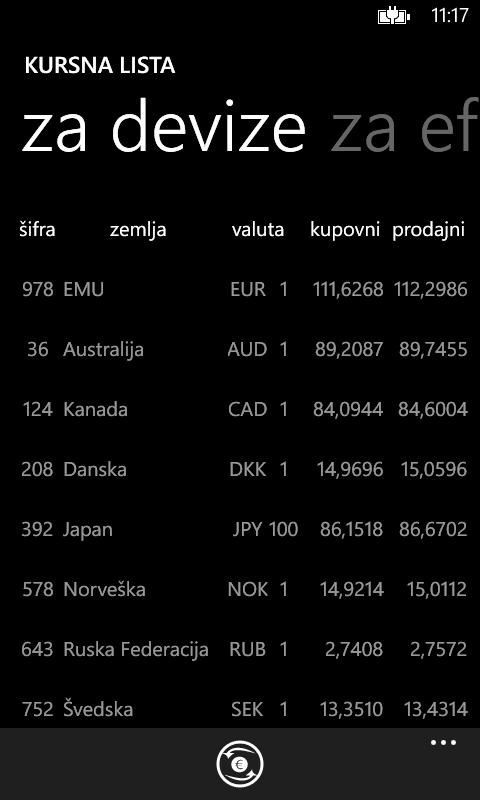 11:17
KURSNA LISTA
za devize za ef
šifra zemlja valuta kupovni prodajni
978 EMU EUR 1 111,6268 112,2986
36 Australija AUD 1 89,2087 89,7455
124 Kanada CAD 1 84,0944 84,6004
208 Danska DKK 1 14,9696 15,0596
392 Japan JPY 100 86,1518 86,6702
578 Norveška NOK 1 14,9214 15,0112
643 Ruska Federacija RUB 1 2,7408 2,7572
752 Švedska SEK 1 13,3510 13,4314
€